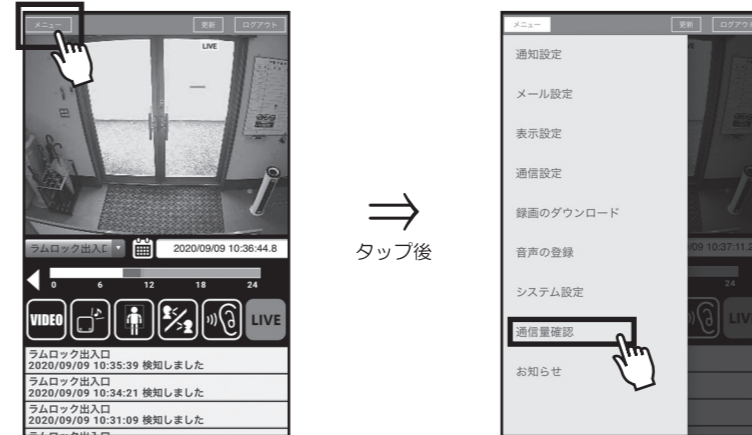 メニュー
更新
ログアウト
LIVE
ラムロック出入口
2020/09/09 10:36:44.8
0 6 12 18 24
VIDEO
LIVE
ラムロック出入口
2020/09/09 10:35:39 検知しました
ラムロック出入口
2020/09/09 10:34:21 検知しました
ラムロック出入口
2020/09/09 10:31:09 検知しました
⇒
タップ後
メニュー
更新
ログアウ
通知設定
メール設定
表示設定
通信設定
録画のダウンロード
音声の登録
システム設定
通信量確認
お知らせ
/09 10:37:11.2
24
LIV